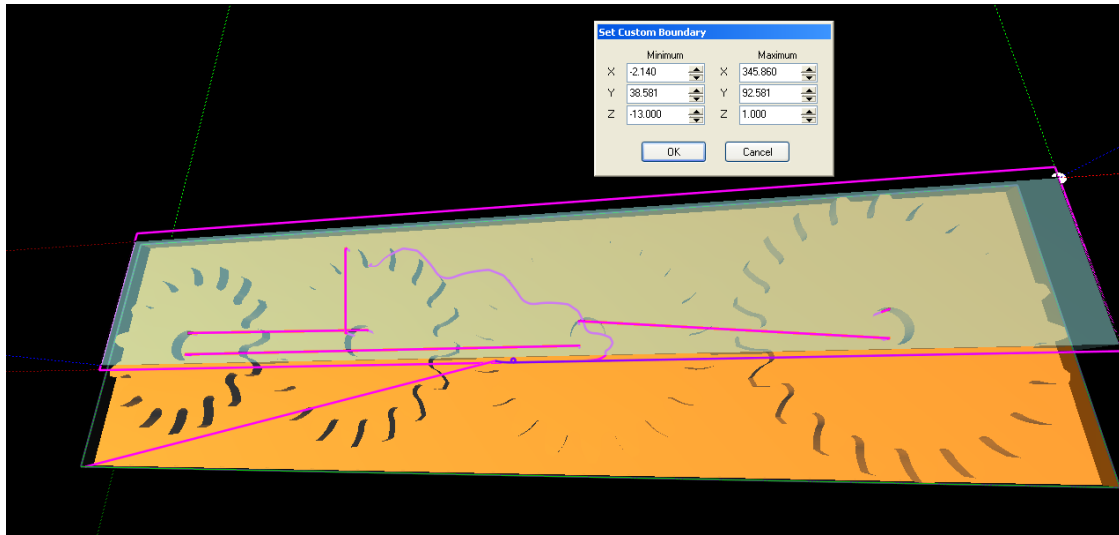 Set Custom Boundary
Minimum Maximum
X -2.140 X 345.860
Y 38.581 Y 92.581
Z -13.000 Z 1.000
OK Cancel